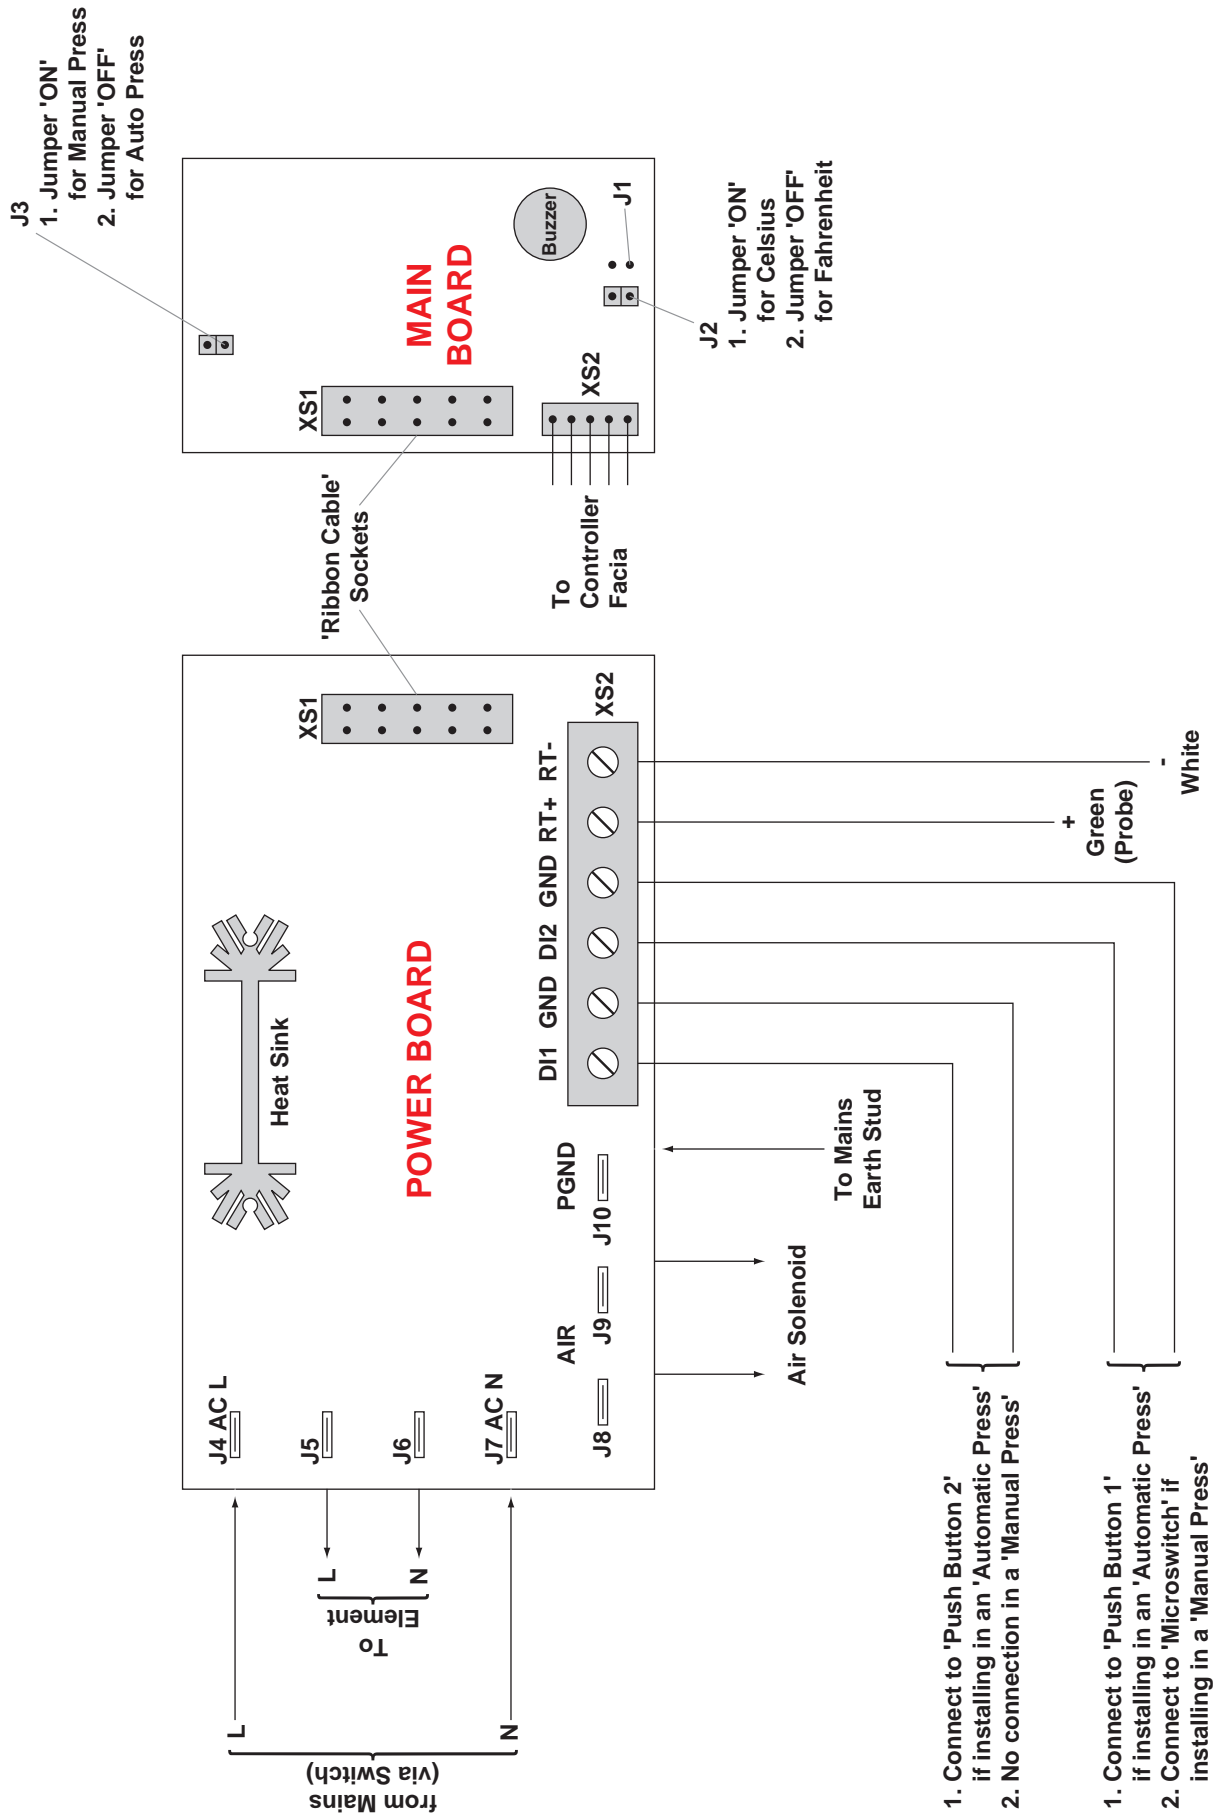 from Mains
(via Switch)
L
N
To
Element
L
N
J4 AC L
J5
J6
J7 AC N
Heat Sink
POWER BOARD
AIR
PGND
J8
J9
J10
DI1
GND
DI2
GND
RT+
RT-
XS2
XS1
Air Solenoid
To Mains
Earth Stud
+
Green
(Probe)
-
White
1. Connect to 'Push Button 2'
if installing in an 'Automatic Press'
2. No connection in a 'Manual Press'
1. Connect to 'Push Button 1'
if installing in an 'Automatic Press'
2. Connect to 'Microswitch' if
installing in a 'Manual Press'
'Ribbon Cable'
Sockets
XS1
MAIN
BOARD
Buzzer
XS2
To
Controller
Facia
J1
J2
1. Jumper 'ON'
for Celsius
2. Jumper 'OFF'
for Fahrenheit
J3
1. Jumper 'ON'
for Manual Press
2. Jumper 'OFF'
for Auto Press